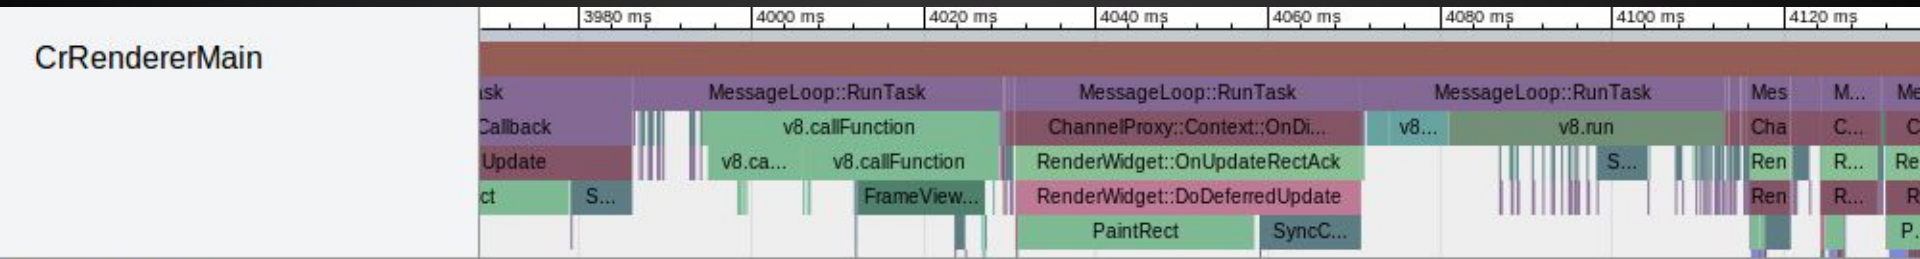 3980 ms 4000 ms 4020 ms 4040 ms 4060 ms 4080 ms 4100 ms 4120 ms
CrRendererMain
ask MessageLoop::RunTask MessageLoop::RunTask MessageLoop::RunTask Mes M... Me
Callback v8.callFunction ChannelProxy::Context::OnDi... v8... v8.run Cha C... C
Update v8.ca... v8.callFunction RenderWidget::OnUpdateRectAck S... Ren R... Re
ct S... FrameView... RenderWidget::DoDeferredUpdate Ren R... R
PaintRect SyncC... P.